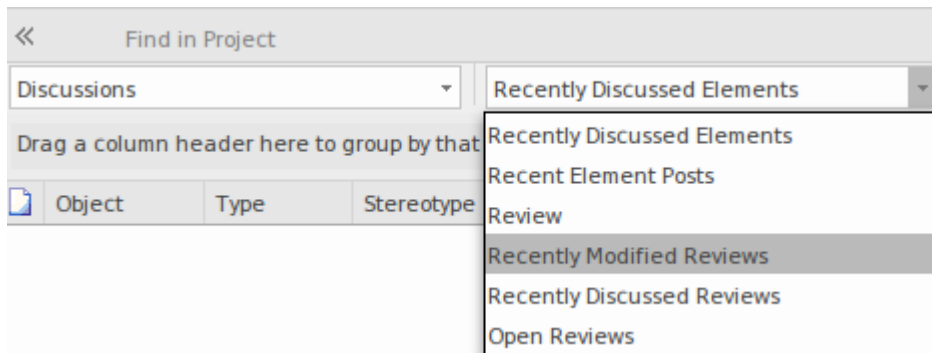 Find in Project
Discussions
Recently Discussed Elements
Drag a column header here to group by that
Recently Discussed Elements
Recent Element Posts
Object Type Stereotype
Review
Recently Modified Reviews
Recently Discussed Reviews
Open Reviews